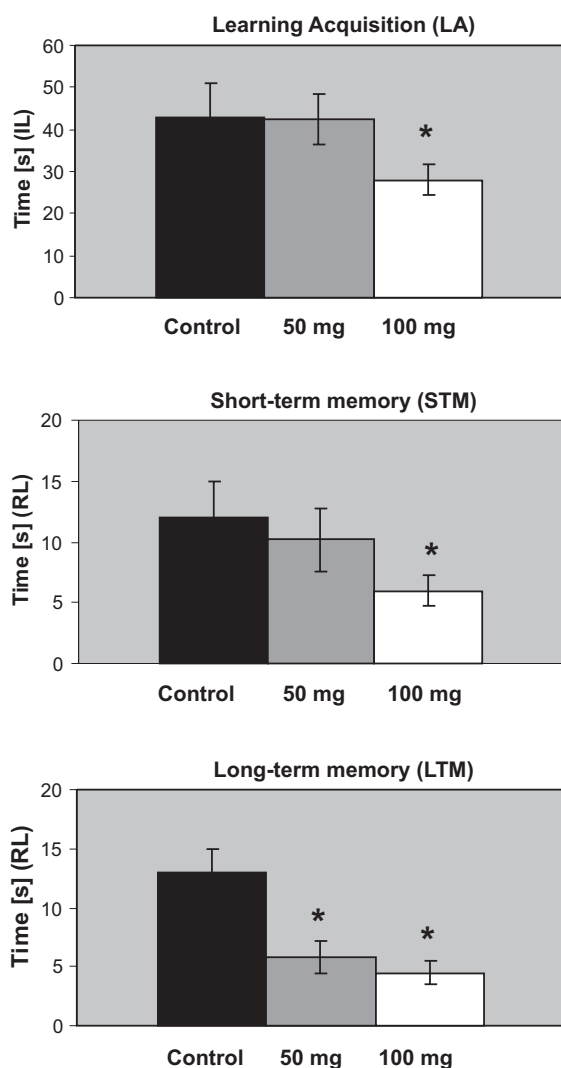 Learning Acquisition (LA)
Time [s] (IL)
60
50
40
30
20
10
0
*
Control 50 mg 100 mg
Short-term memory (STM)
Time [s] (RL)
20
15
10
5
0
*
Control 50 mg 100 mg
Long-term memory (LTM)
Time [s] (RL)
20
15
10
5
0
* *
Control 50 mg 100 mg